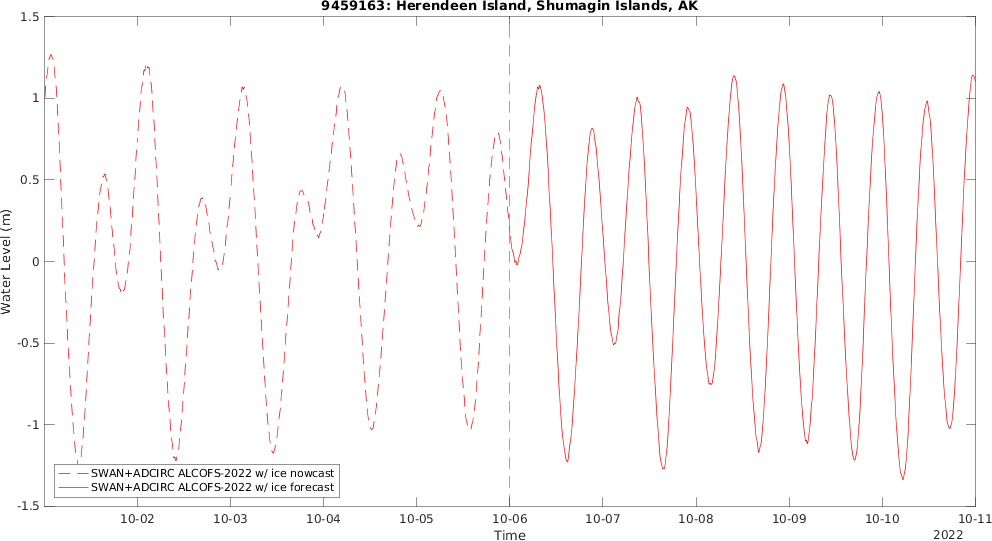 9459163: Herendeen Island, Shumagin Islands, AK
1.5
1
0.5
0
-0.5
-1
-1.5
Water Level (m)
SWAN+ADCIRC ALCOFS-2022 w/ ice nowcast
SWAN+ADCIRC ALCOFS-2022 w/ ice forecast
10-02 10-03 10-04 10-05 10-06 10-07 10-08 10-09 10-10 10-11
Time
2022